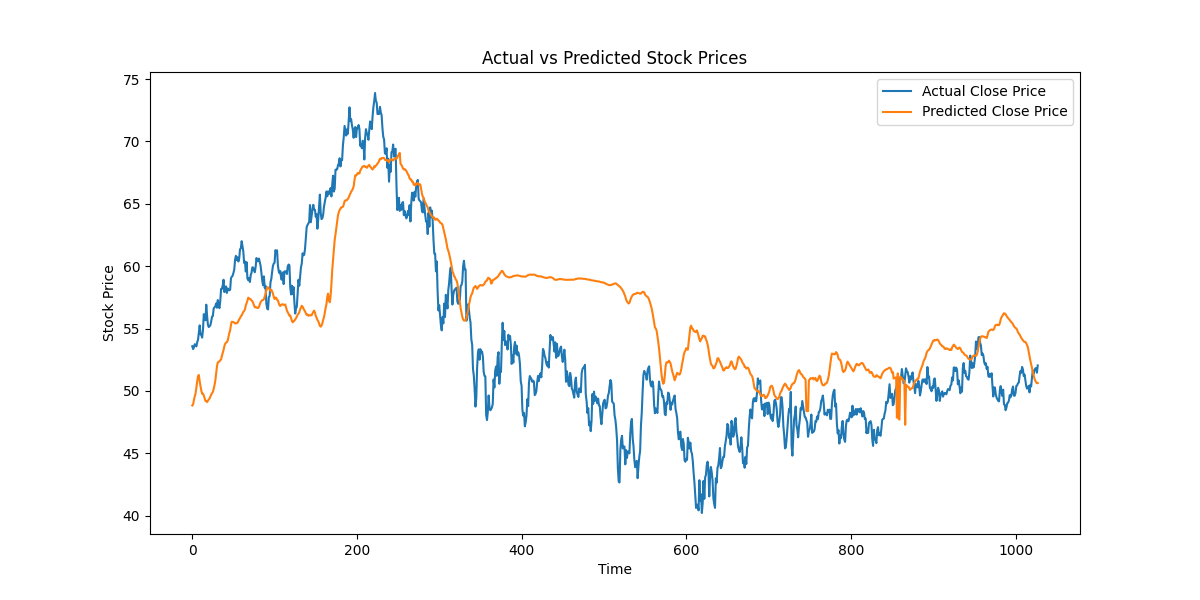 Actual vs Predicted Stock Prices
Actual Close Price
Predicted Close Price
Stock Price
75
70
65
60
55
50
45
40
0 200 400 600 800 1000
Time